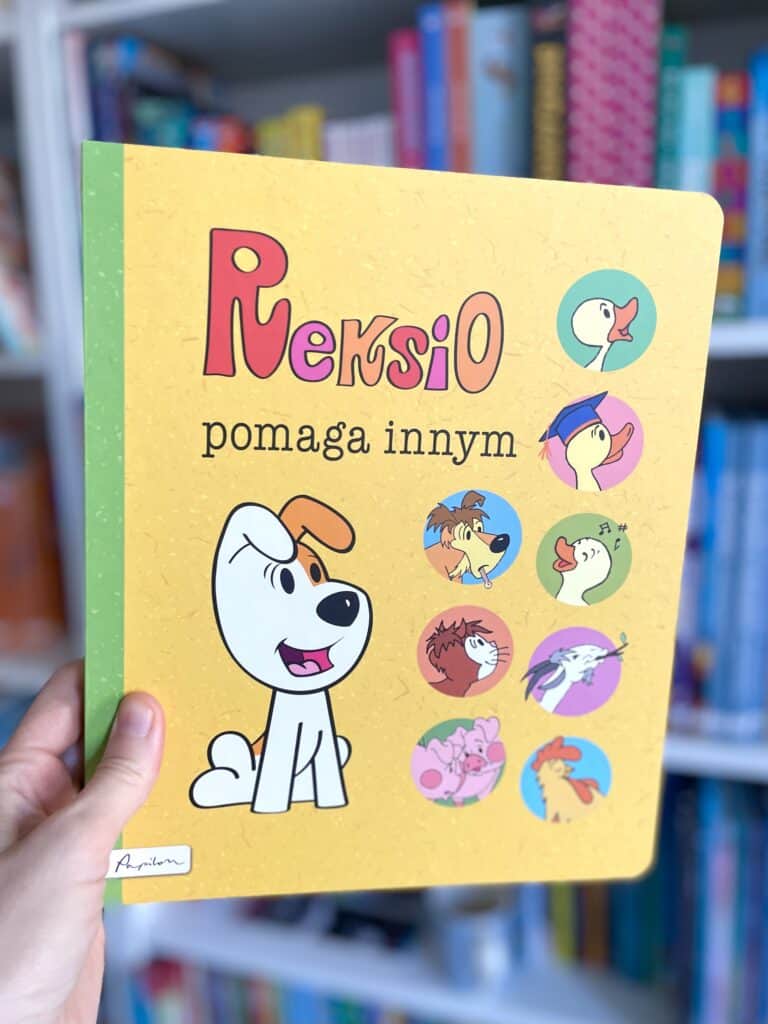 Reksio
pomaga innym
Papilon